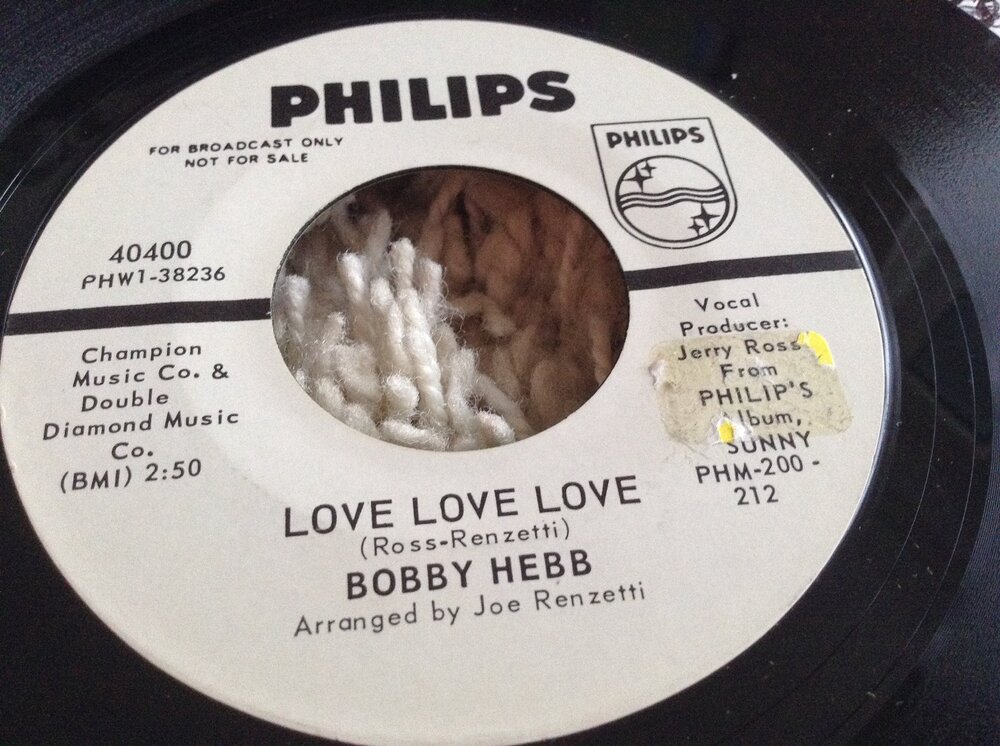 PHILIPS
FOR BROADCAST ONLY
NOT FOR SALE
PHILIPS
40400
PHW1-38236
Champion
Music Co. &
Double
Diamond Music
Co.
(BMI) 2:50
Vocal
Producer:
Jerry Ross
From
PHILIP'S
lbum,
SUNNY
PHM-200-
212
LOVE LOVE LOVE
(Ross-Renzetti)
BOBBY HEBB
Arranged by Joe Renzetti